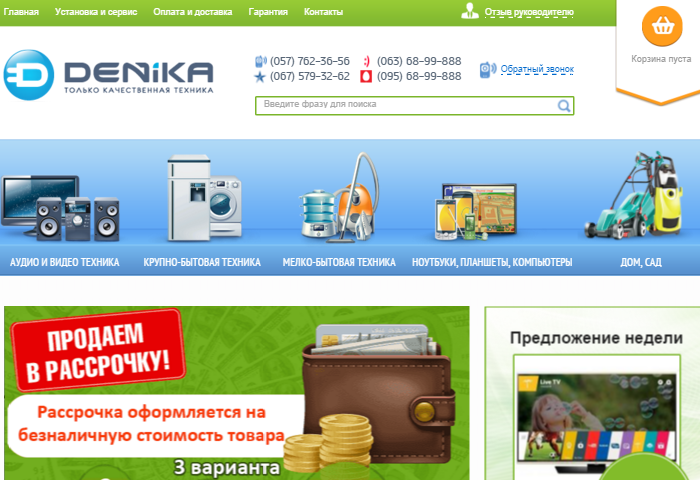 Главная Установка и сервис Оплата и доставка Гарантия Контакты Отзыв руководителю
Корзина пуста
DENiKA
ТОЛЬКО КАЧЕСТВЕННАЯ ТЕХНИКА
(057) 762-36-56 (063) 68-99-888
(067) 579-32-62 (095) 68-99-888
Обратный звонок
Введите фразу для поиска
АУДИО И ВИДЕО ТЕХНИКА КРУПНО-БЫТОВАЯ ТЕХНИКА МЕЛКО-БЫТОВАЯ ТЕХНИКА НОУТБУКИ, ПЛАНШЕТЫ, КОМПЬЮТЕРЫ ДОМ, САД
ПРОДАЕМ
В РАССРОЧКУ!
Рассрочка оформляется на
безналичную стоимость товара
3 варианта
Предложение недели
Live TV